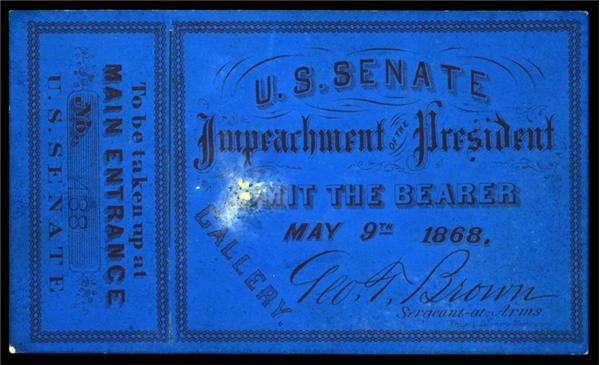 To be taken up at
MAIN ENTRANCE
No.
U.S. SENATE
U.S. SENATE
Impeachment OF THE President
ADMIT THE BEARER
MAY 9TH 1868.
GALLERY.
Geo. T. Brown
Sergeant-at-Arms.